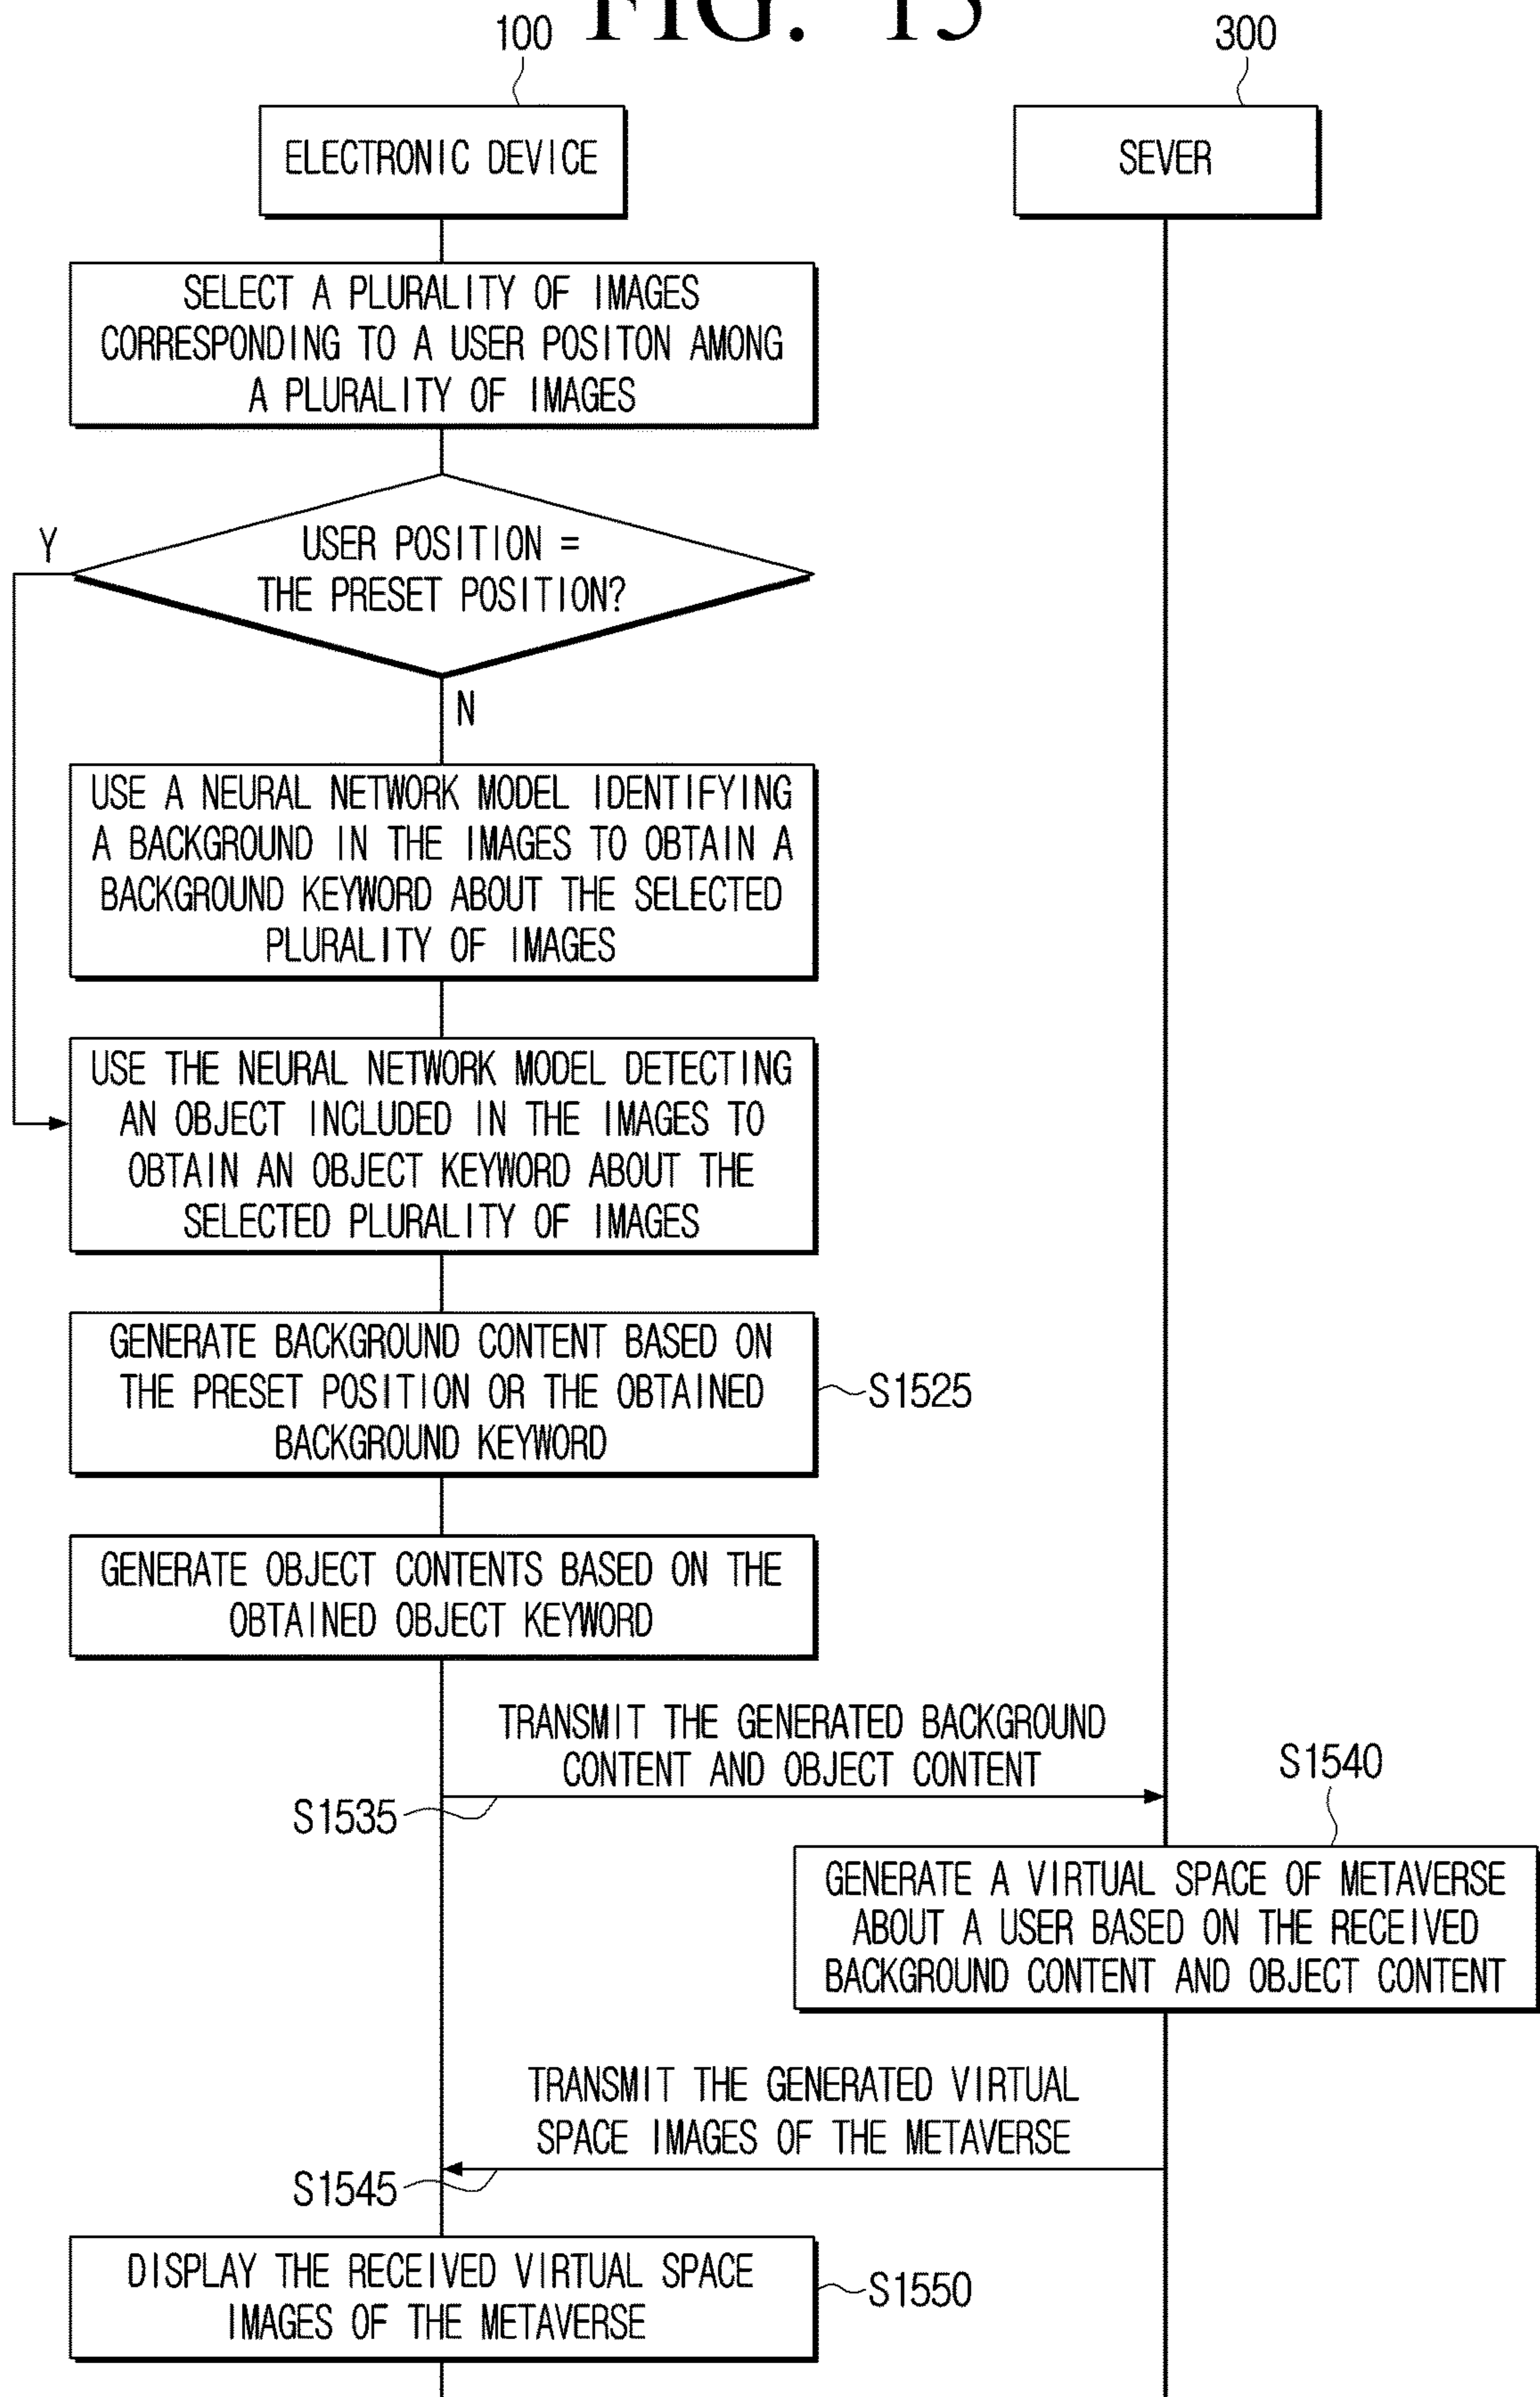 FIG. 15
100
300
ELECTRONIC DEVICE
SEVER
SELECT A PLURALITY OF IMAGES
CORRESPONDING TO A USER POSITON AMONG
A PLURALITY OF IMAGES
Y
USER POSITION =
THE PRESET POSITION?
N
USE A NEURAL NETWORK MODEL IDENTIFYING
A BACKGROUND IN THE IMAGES TO OBTAIN A
BACKGROUND KEYWORD ABOUT THE SELECTED
PLURALITY OF IMAGES
USE THE NEURAL NETWORK MODEL DETECTING
AN OBJECT INCLUDED IN THE IMAGES TO
OBTAIN AN OBJECT KEYWORD ABOUT THE
SELECTED PLURALITY OF IMAGES
GENERATE BACKGROUND CONTENT BASED ON
THE PRESET POSITION OR THE OBTAINED
BACKGROUND KEYWORD
S1525
GENERATE OBJECT CONTENTS BASED ON THE
OBTAINED OBJECT KEYWORD
TRANSMIT THE GENERATED BACKGROUND
CONTENT AND OBJECT CONTENT
S1535
S1540
GENERATE A VIRTUAL SPACE OF METAVERSE
ABOUT A USER BASED ON THE RECEIVED
BACKGROUND CONTENT AND OBJECT CONTENT
TRANSMIT THE GENERATED VIRTUAL
SPACE IMAGES OF THE METAVERSE
S1545
DISPLAY THE RECEIVED VIRTUAL SPACE
IMAGES OF THE METAVERSE
S1550